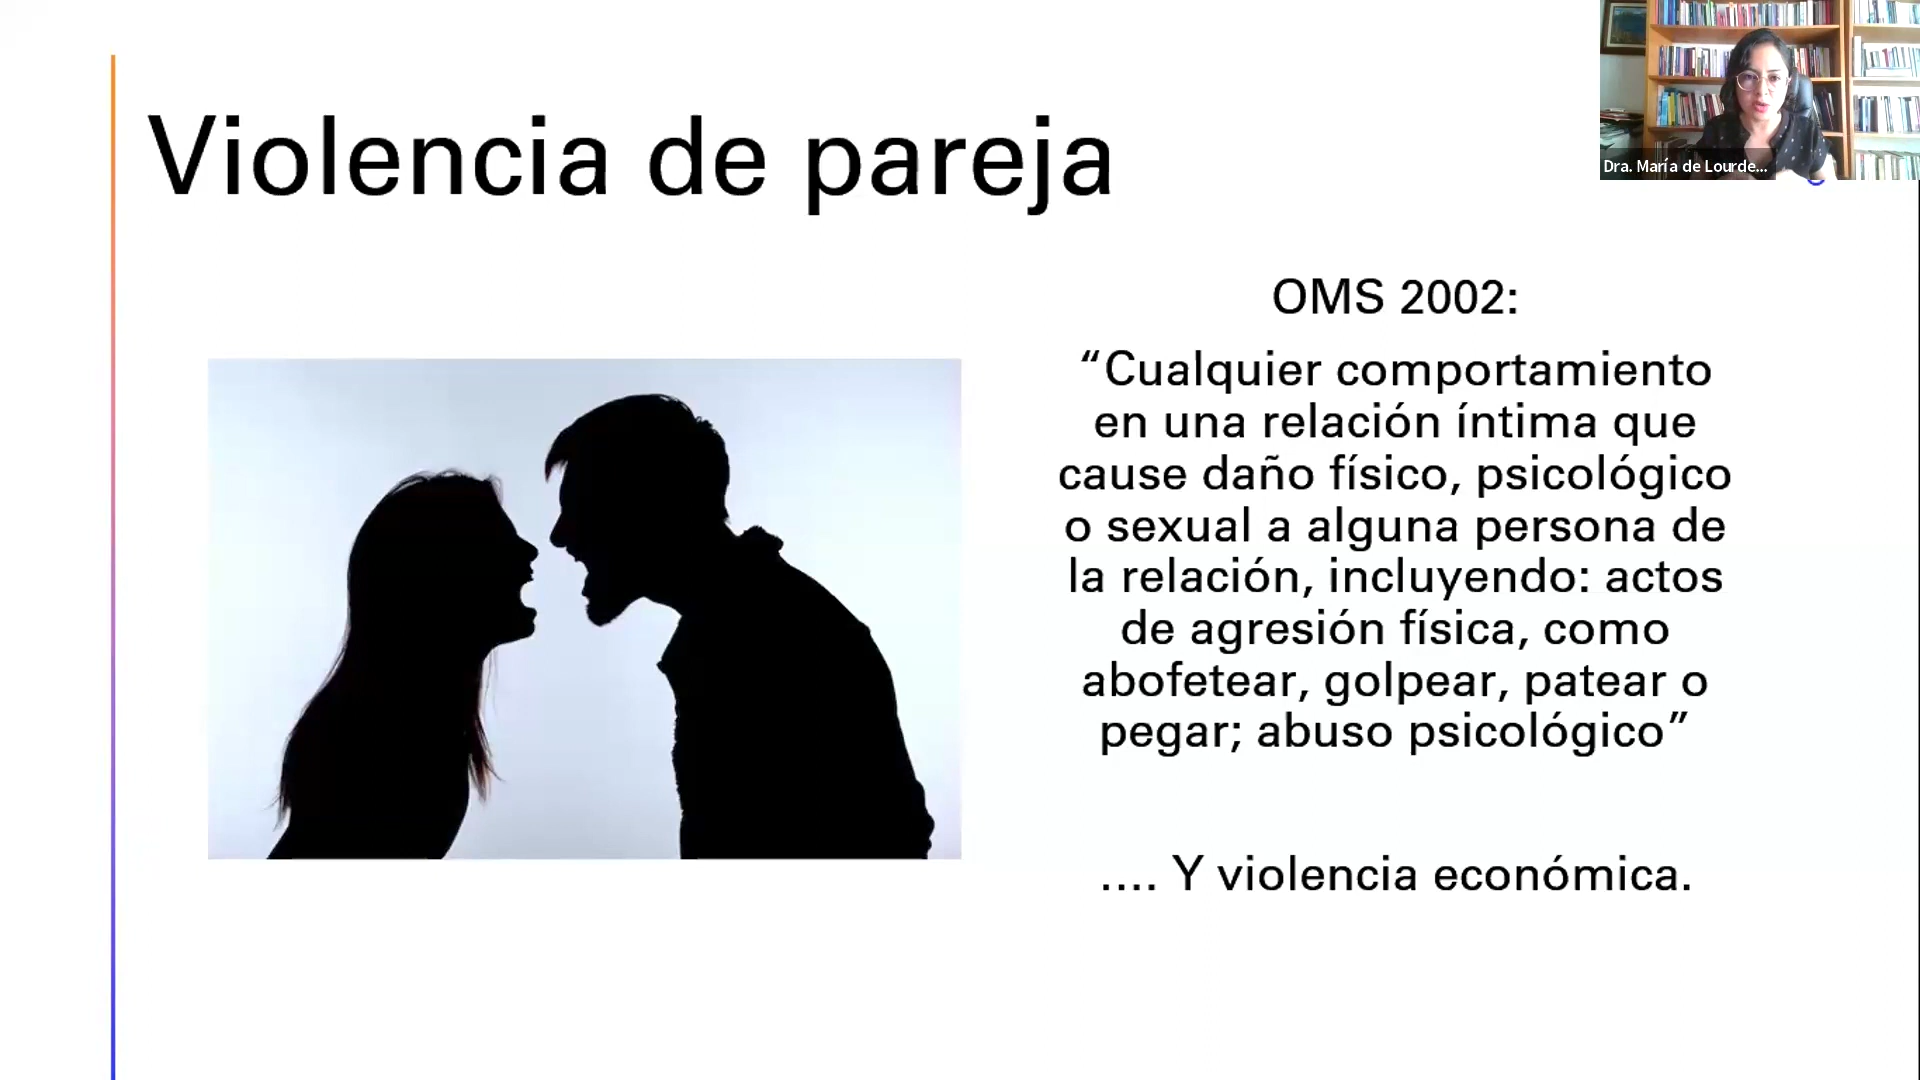 Violencia de pareja
Dra. María de Lourde...
OMS 2002:
“Cualquier comportamiento
en una relación íntima que
cause daño físico, psicológico
o sexual a alguna persona de
la relación, incluyendo: actos
de agresión física, como
abofetear, golpear, patear o
pegar; abuso psicológico”
.... Y violencia económica.